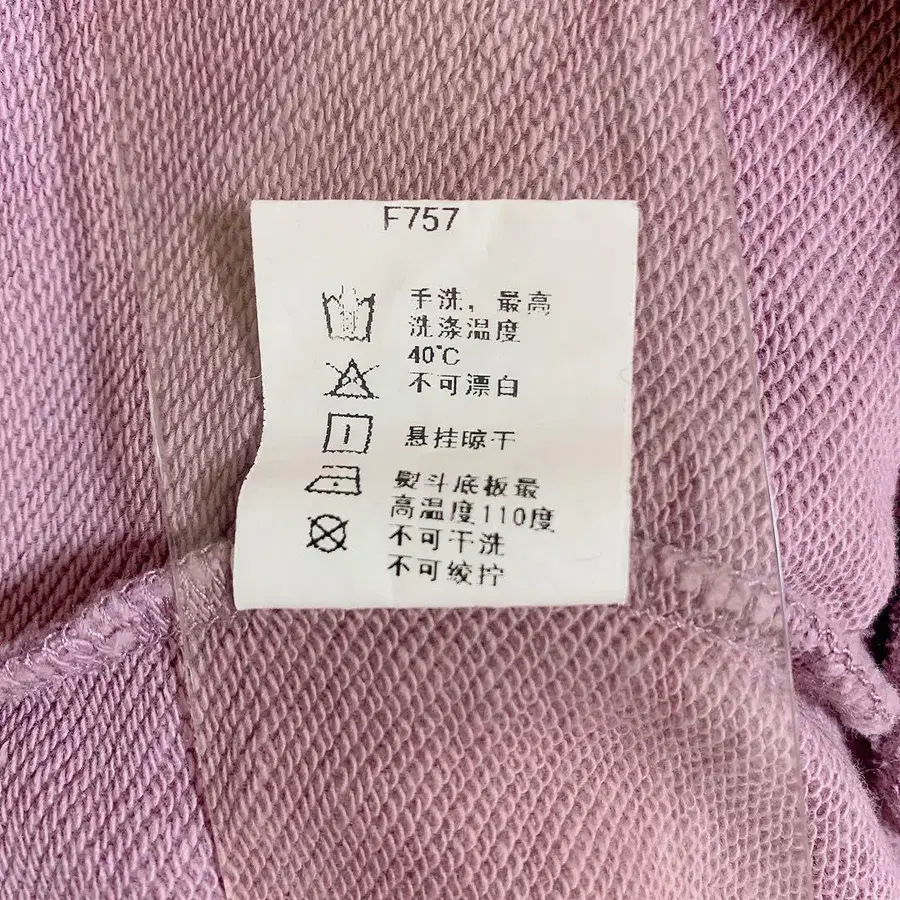 F757
手洗，最高
洗涤温度
40℃
不可漂白
悬挂晾干
熨斗底板最
高温度110度
不可干洗
不可绞拧